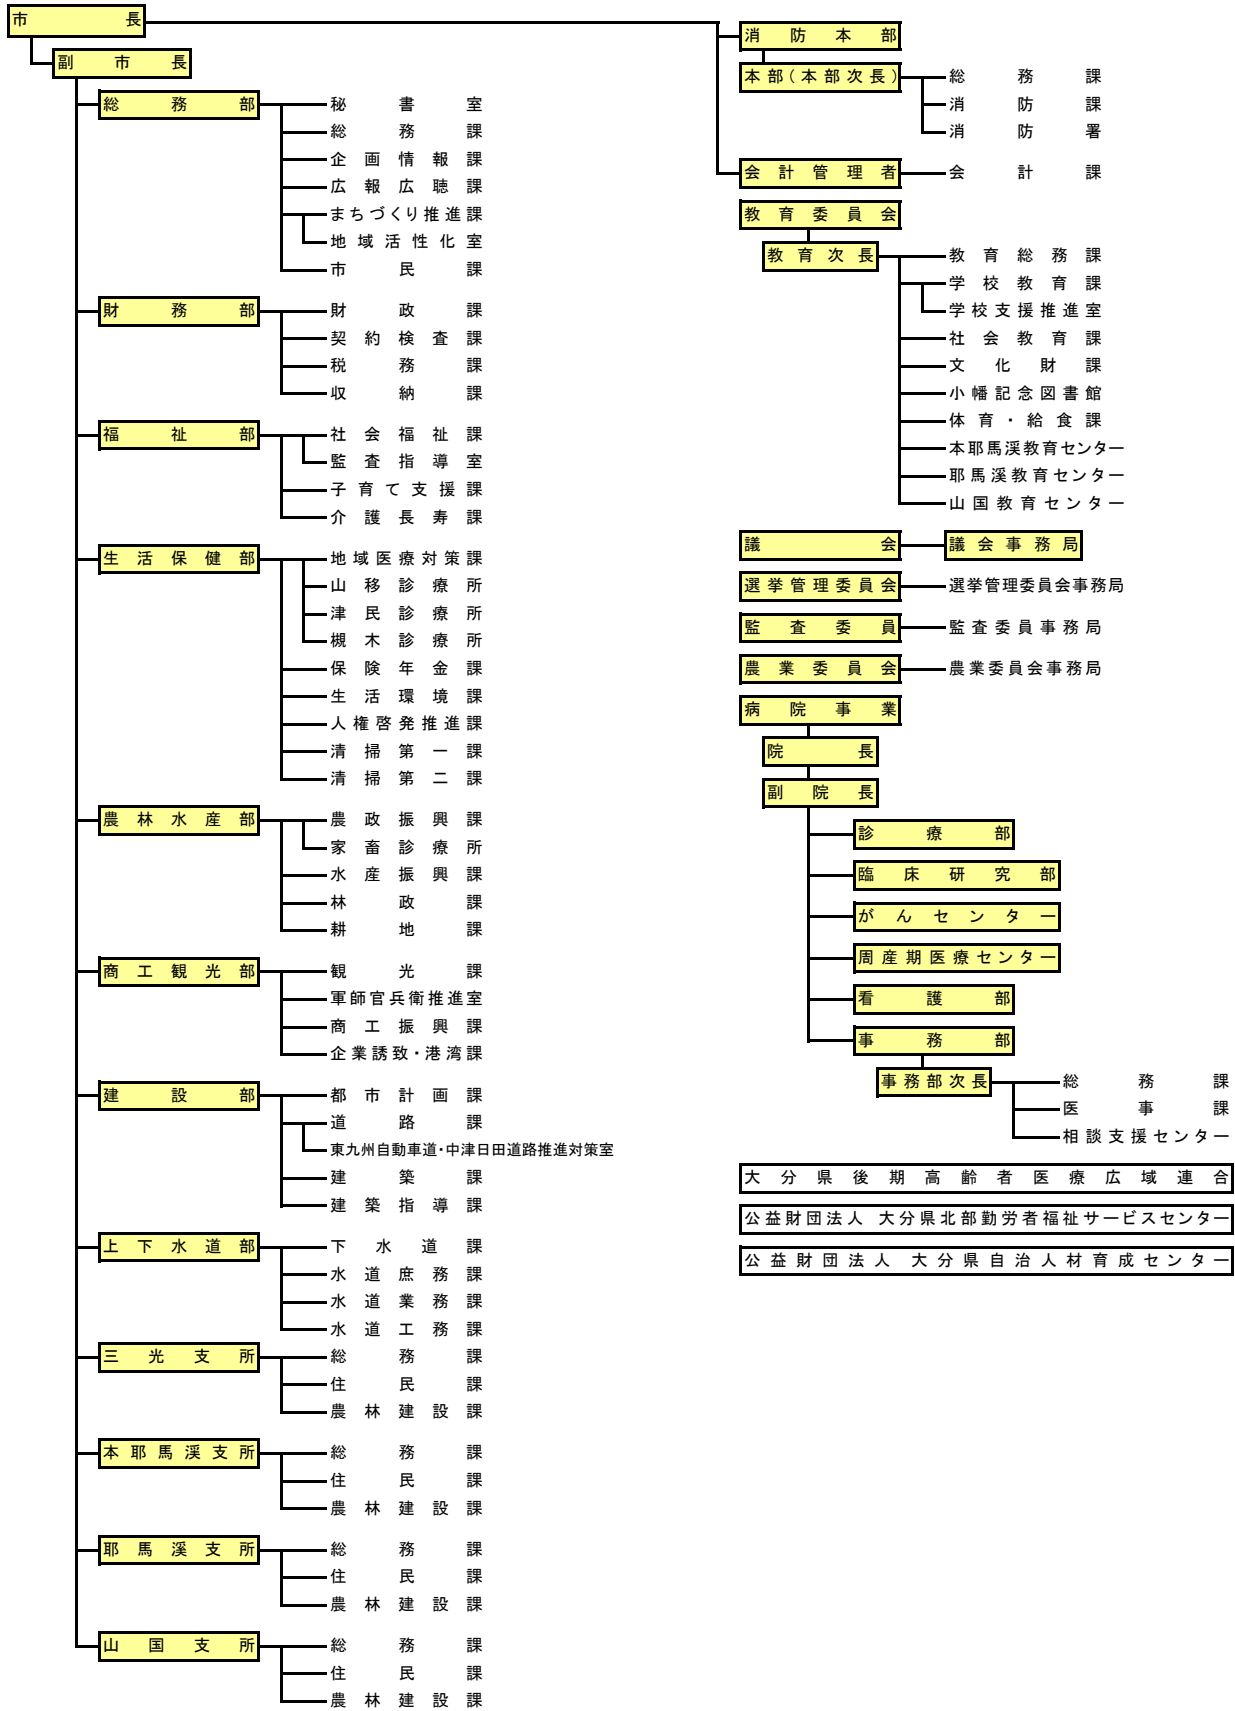 市長
副市長
総務部
秘書室
総務課
企画情報課
広報広聴課
まちづくり推進課
地域活性化室
市民課
財務部
財政課
契約検査課
税務課
収納課
福祉部
社会福祉課
監査指導室
子育て支援課
介護長寿課
生活保健部
地域医療対策課
山移診療所
津民診療所
槻木診療所
保険年金課
生活環境課
人権啓発推進課
清掃第一課
清掃第二課
農林水産部
農政振興課
家畜診療所
水産振興課
林政課
耕地課
商工観光部
観光課
軍師官兵衛推進室
商工振興課
企業誘致・港湾課
建設部
都市計画課
道路課
東九州自動車道・中津日田道路推進対策室
建築課
建築指導課
上下水道部
下水道課
水道庶務課
水道業務課
水道工務課
三光支所
総務課
住民課
農林建設課
本耶馬渓支所
総務課
住民課
農林建設課
耶馬渓支所
総務課
住民課
農林建設課
山国支所
総務課
住民課
農林建設課
消防本部
本部(本部次長)
総務課
消防課
消防署
会計管理者
会計課
教育委員会
教育次長
教育総務課
学校教育課
学校支援推進室
社会教育課
文化財課
小幡記念図書館
体育・給食課
本耶馬渓教育センター
耶馬渓教育センター
山国教育センター
議会
議会事務局
選挙管理委員会
選挙管理委員会事務局
監査委員
監査委員事務局
農業委員会
農業委員会事務局
病院事業
院長
副院長
診療部
臨床研究部
がんセンター
周産期医療センター
看護部
事務部
事務部次長
総務課
医事課
相談支援センター
大分県後期高齢者医療広域連合
公益財団法人 大分県北部勤労者福祉サービスセンター
公益財団法人 大分県自治人材育成センター